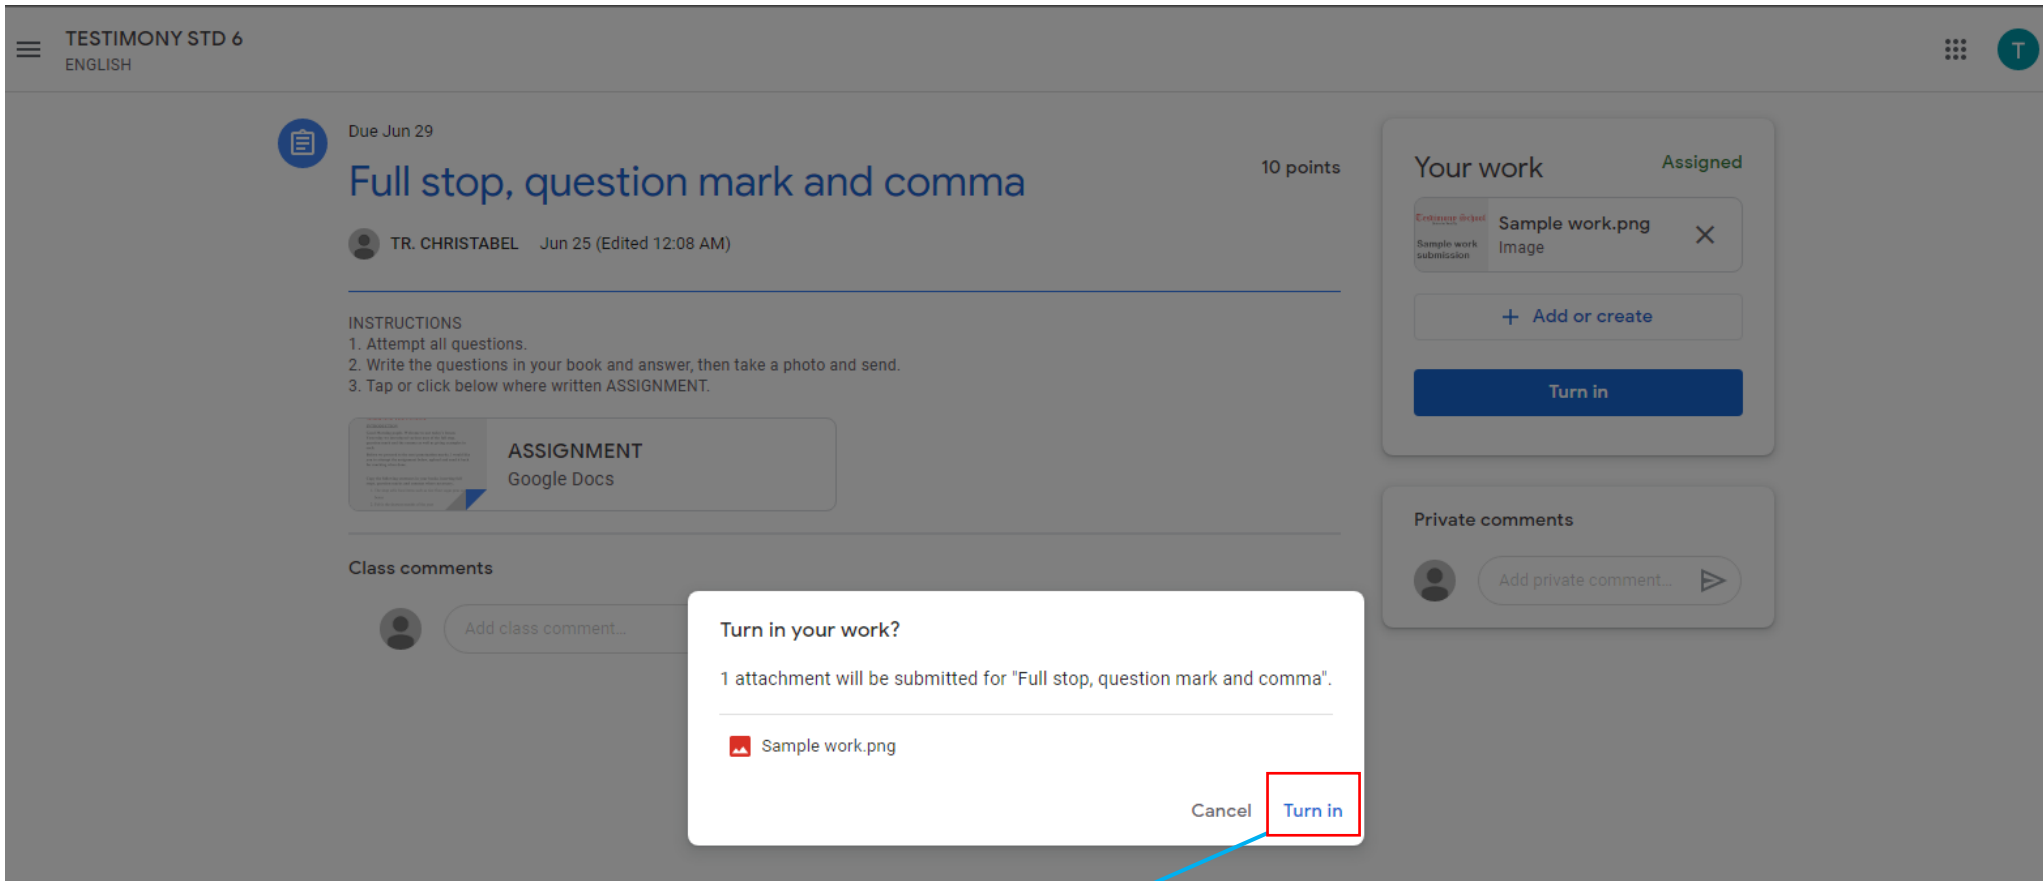 TESTIMONY STD 6
ENGLISH
T
Due Jun 29
Full stop, question mark and comma
10 points
TR. CHRISTABEL Jun 25 (Edited 12:08 AM)
INSTRUCTIONS
1. Attempt all questions.
2. Write the questions in your book and answer, then take a photo and send.
3. Tap or click below where written ASSIGNMENT.
ASSIGNMENT
Google Docs
Class comments
Add class comment...
Your work
Assigned
Testimony School
Sample work
submission
Sample work.png
Image
+ Add or create
Turn in
Private comments
Add private comment...
Turn in your work?
1 attachment will be submitted for "Full stop, question mark and comma".
Sample work.png
Cancel
Turn in